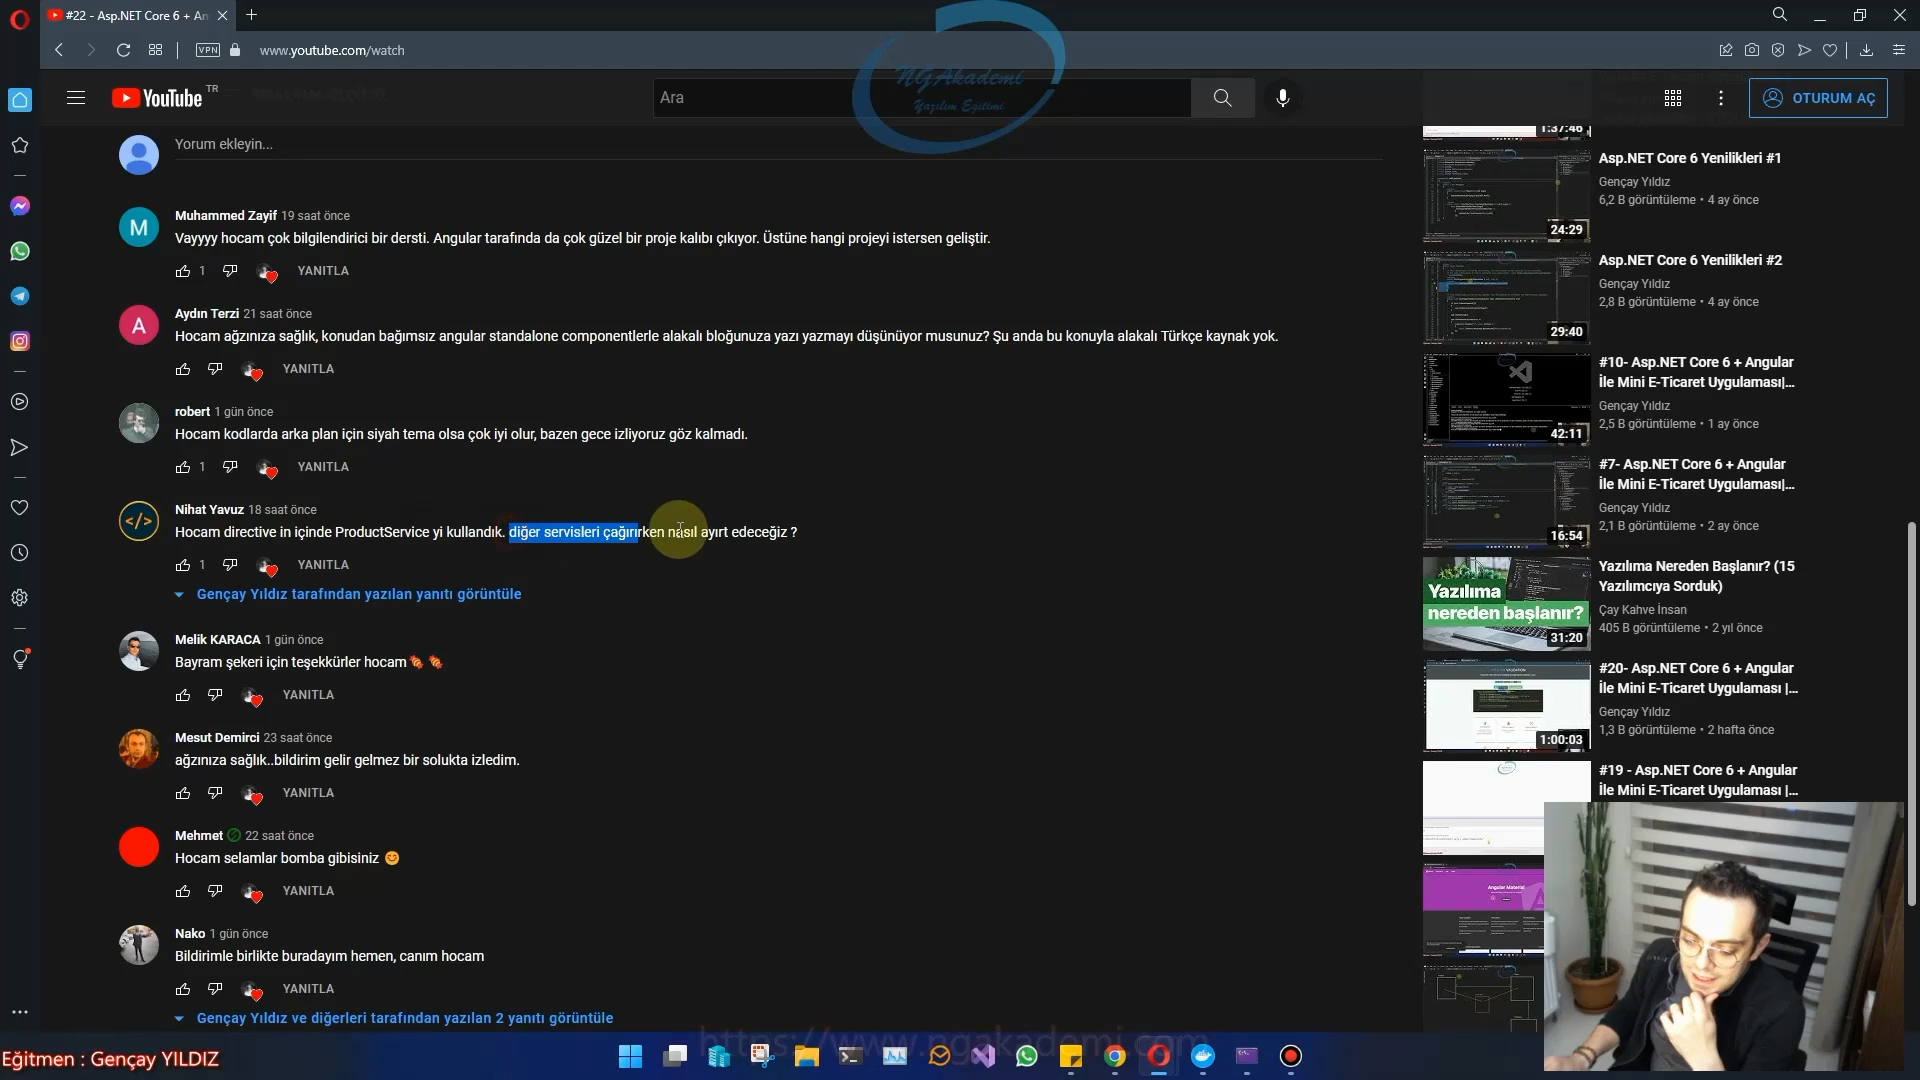 #22 - Asp.NET Core 6 + An
VPN
www.youtube.com/watch
NGAkademi
Yazılım Eğitimi
YouTube TR
Ara
OTURUM AÇ
Yorum ekleyin...
M
Muhammed Zayif 19 saat önce
Vayyyy hocam çok bilgilendirici bir dersti. Angular tarafında da çok güzel bir proje kalıbı çıkıyor. Üstüne hangi projeyi istersen geliştir.
1 YANITLA
A
Aydın Terzi 21 saat önce
Hocam ağzınıza sağlık, konudan bağımsız angular standalone componentlerle alakalı bloğunuza yazı yazmayı düşünüyor musunuz? Şu anda bu konuyla alakalı Türkçe kaynak yok.
YANITLA
robert 1 gün önce
Hocam kodlarda arka plan için siyah tema olsa çok iyi olur, bazen gece izliyoruz göz kalmadı.
1 YANITLA
</>
Nihat Yavuz 18 saat önce
Hocam directive in içinde ProductService yi kullandık. diğer servisleri çağırırken nasıl ayırt edeceğiz ?
1 YANITLA
Gençay Yıldız tarafından yazılan yanıtı görüntüle
Melik KARACA 1 gün önce
Bayram şekeri için teşekkürler hocam🍬 🍬
YANITLA
Mesut Demirci 23 saat önce
ağzınıza sağlık..bildirim gelir gelmez bir solukta izledim.
YANITLA
Mehmet 22 saat önce
Hocam selamlar bomba gibisiniz 😊
YANITLA
Nako 1 gün önce
Bildirimle birlikte buradayım hemen, canım hocam
YANITLA
Gençay Yıldız ve diğerleri tarafından yazılan 2 yanıtı görüntüle
1:37:46
Asp.NET Core 6 Yenilikleri #1
Gençay Yıldız
6,2 B görüntüleme • 4 ay önce
24:29
Asp.NET Core 6 Yenilikleri #2
Gençay Yıldız
2,8 B görüntüleme • 4 ay önce
29:40
#10- Asp.NET Core 6 + Angular
İle Mini E-Ticaret Uygulaması|...
Gençay Yıldız
2,5 B görüntüleme • 1 ay önce
42:11
#7- Asp.NET Core 6 + Angular
İle Mini E-Ticaret Uygulaması|...
Gençay Yıldız
2,1 B görüntüleme • 2 ay önce
16:54
Yazılıma Nereden Başlanır? (15
Yazılımcıya Sorduk)
Çay Kahve İnsan
405 B görüntüleme • 2 yıl önce
Yazılıma
nereden başlanır?
31:20
#20- Asp.NET Core 6 + Angular
İle Mini E-Ticaret Uygulaması |...
Gençay Yıldız
1,3 B görüntüleme • 2 hafta önce
1:00:03
#19 - Asp.NET Core 6 + Angular
İle Mini E-Ticaret Uygulaması |...
Angular Material
https://www.ngakademi.com
Eğitmen : Gençay YILDIZ